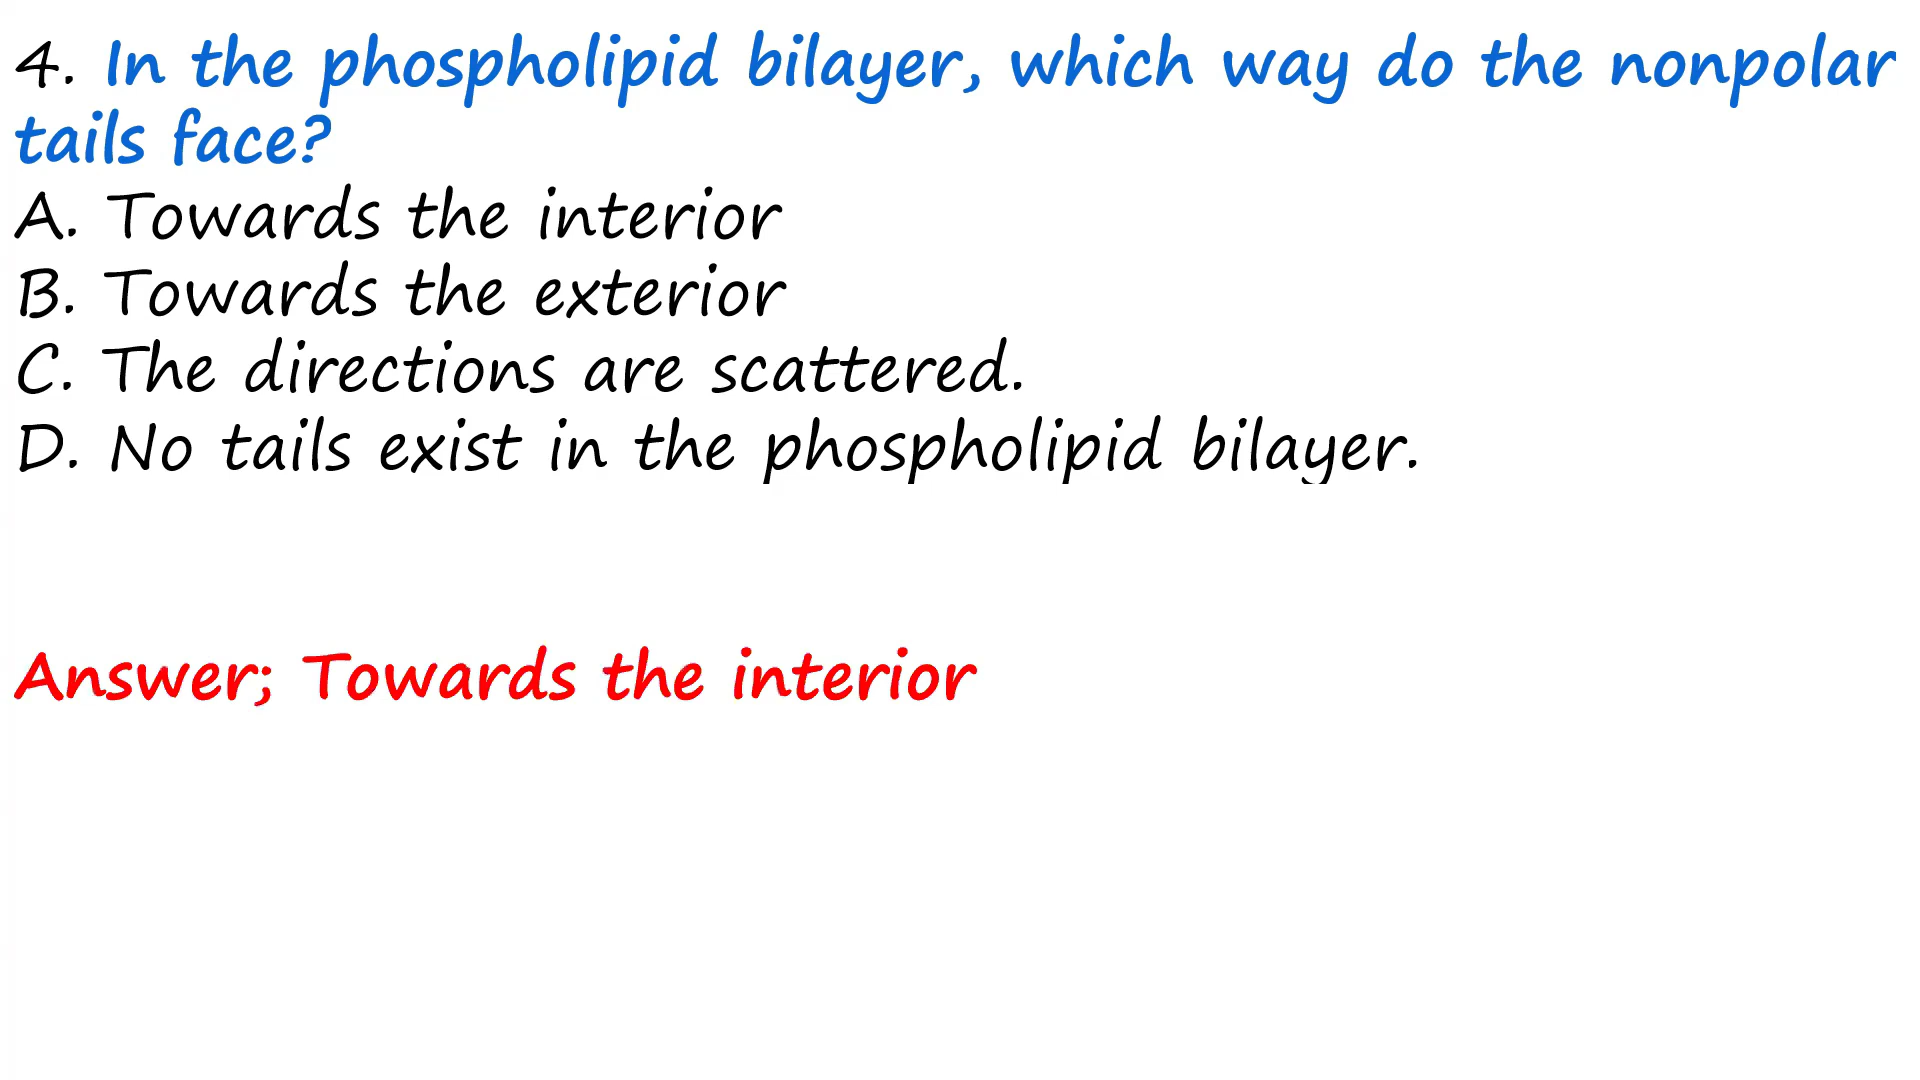 4. In the phospholipid bilayer, which way do the nonpolar
tails face?
A. Towards the interior
B. Towards the exterior
C. The directions are scattered.
D. No tails exist in the phospholipid bilayer.
Answer; Towards the interior